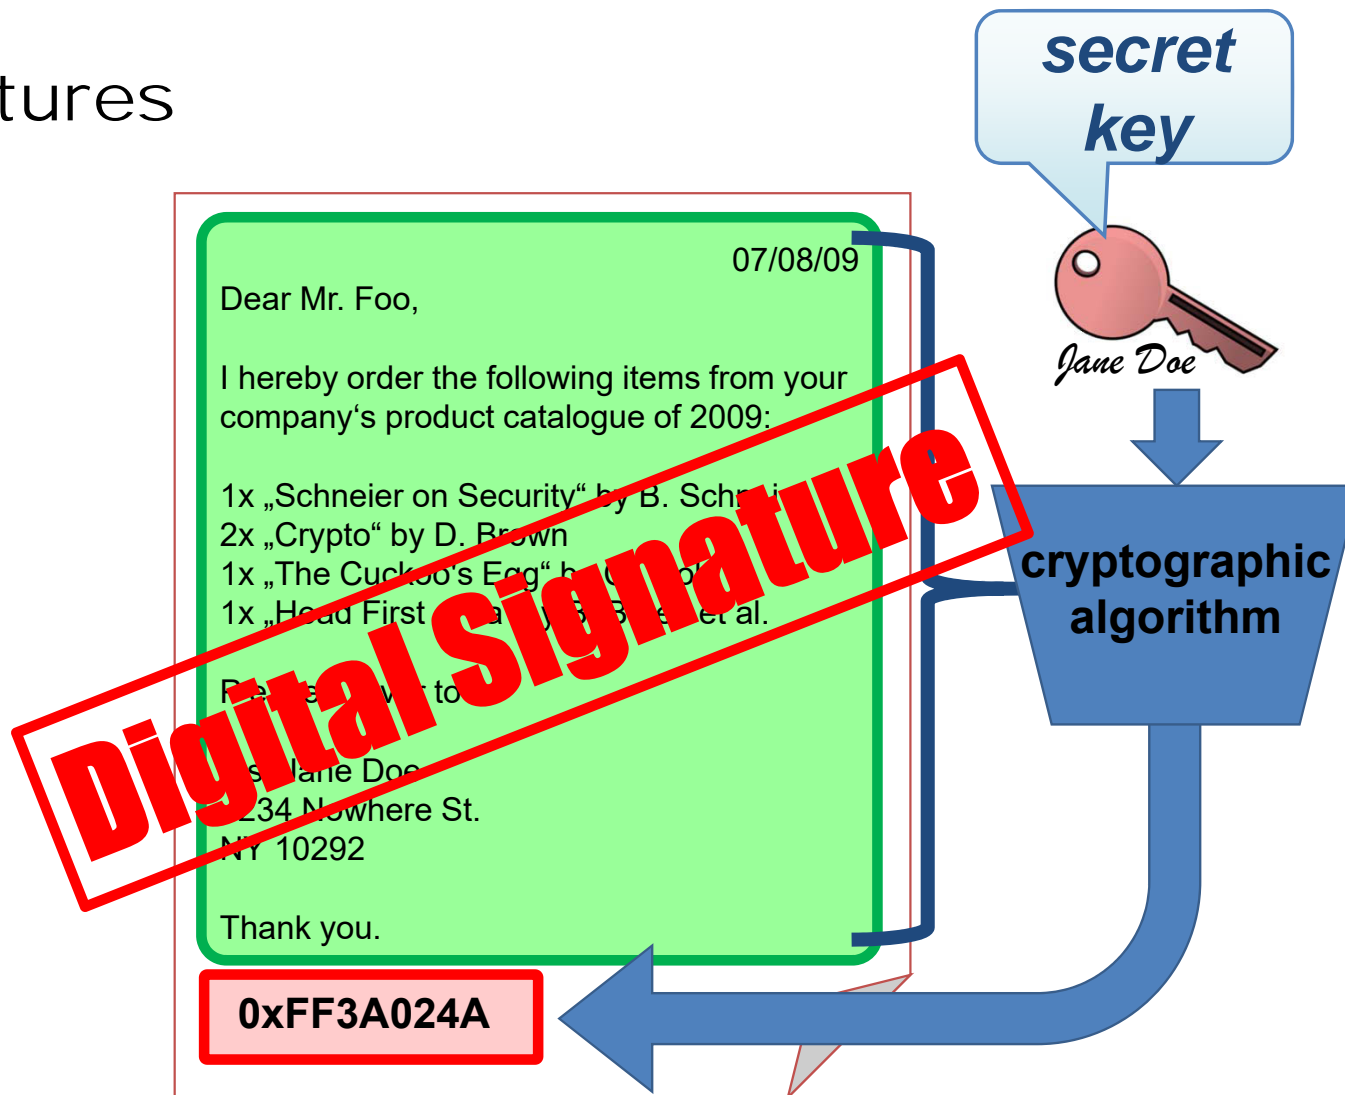 tures
secret
key
07/08/09
Dear Mr. Foo,
I hereby order the following items from your
company‘s product catalogue of 2009:
1x „Schneier on Security“ by B.
2x „Crypto“ by D. Brown
1x „The Cuckoo's Egg“
1x „Head First et al.
to
Jane Doe
Nowhere St.
NY 10292
Thank you.
0xFF3A024A
Digital Signature
Jane Doe
cryptographic
algorithm